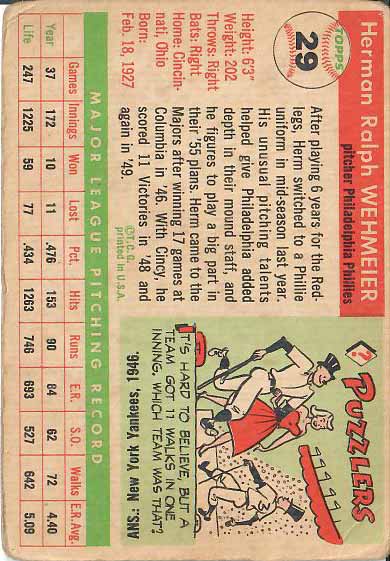 TOPPS
29
Herman Ralph WEHMEIER
pitcher Philadelphia Phillies
Height: 6'3"
Weight: 202
Throws: Right
Bats: Right
Home: Cincin-
nati, Ohio
Born:
Feb. 18, 1927
After playing 6 years for the Red-
legs, Herm switched to a Phillie
uniform in mid-season last year.
His unusual pitching talents
helped give Philadelphia added
depth in their mound staff, and
he figures to play a big part in
their '55 plans. Herm came to the
Majors after winning 17 games at
Columbia in '46. With Cincy, he
scored 11 Victories in '48 and
again in '49.
©T.C.G.
printed in U.S.A.
?
PUZZLERS
IT'S HARD TO BELIEVE, BUT A
TEAM GOT 11 WALKS IN ONE
INNING. WHICH TEAM WAS THAT?
ANS.: New York Yankees, 1946.
MAJOR LEAGUE PITCHING RECORD
Games Innings Won Lost Pct. Hits Runs E.R. S.O. Walks E.R.Avg.
Year 37 172 10 11 .476 153 90 84 62 72 4.40
Life 247 1225 59 77 .434 1263 746 693 527 642 5.09